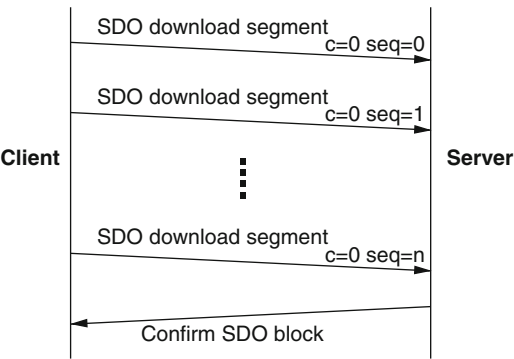 SDO download segment
c=0 seq=0
SDO download segment
c=0 seq=1
Client
Server
SDO download segment
c=0 seq=n
Confirm SDO block